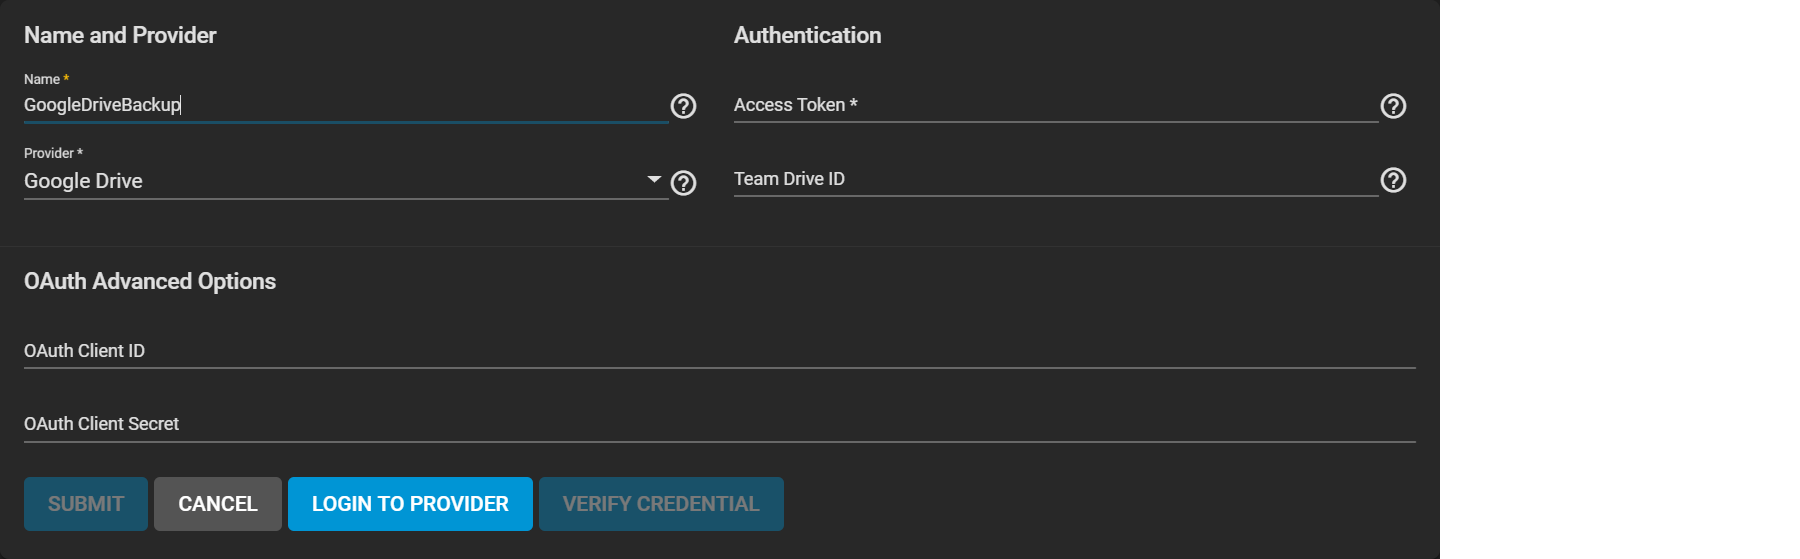 Name and Provider
Name *
GoogleDriveBackup
Provider *
Google Drive
Authentication
Access Token *
Team Drive ID
OAuth Advanced Options
OAuth Client ID
OAuth Client Secret
SUBMIT CANCEL LOGIN TO PROVIDER VERIFY CREDENTIAL